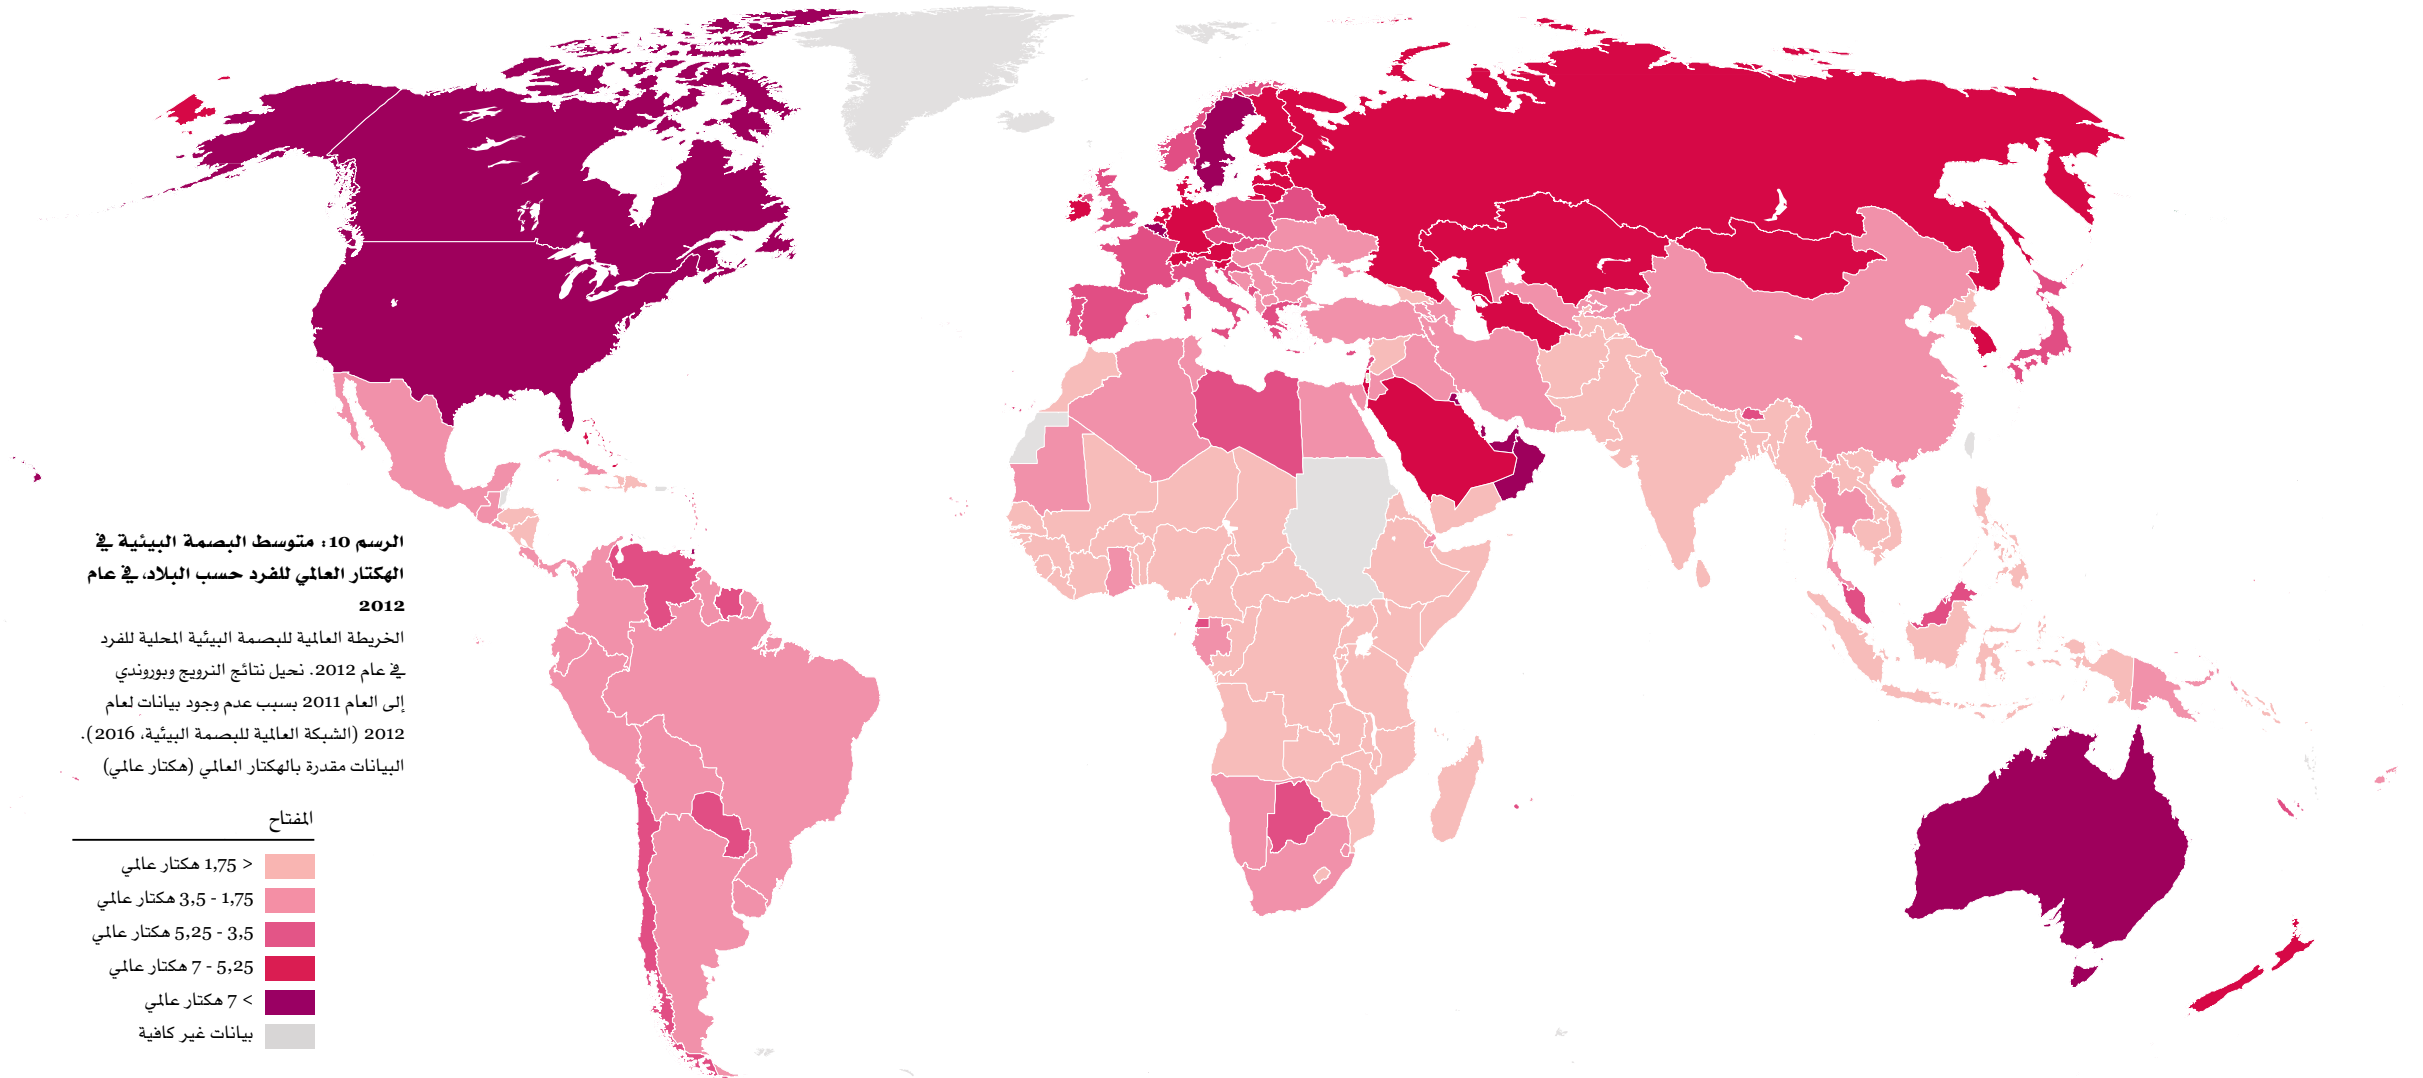 الرسم 10: متوسط البصمة البيئية في
الهكتار العالمي للفرد حسب البلاد، في عام
2012
الخريطة العالمية للبصمة البيئية المحلية للفرد
في عام 2012. نحيل نتائج النرويج وبوروندي
إلى العام 2011 بسبب عدم وجود بيانات لعام
2012 (الشبكة العالمية للبصمة البيئية، 2016).
البيانات مقدرة بالهكتار العالمي (هكتار عالمي)
المفتاح
< 1,75 هكتار عالمي
1,75 - 3,5 هكتار عالمي
3,5 - 5,25 هكتار عالمي
5,25 - 7 هكتار عالمي
> 7 هكتار عالمي
بيانات غير كافية